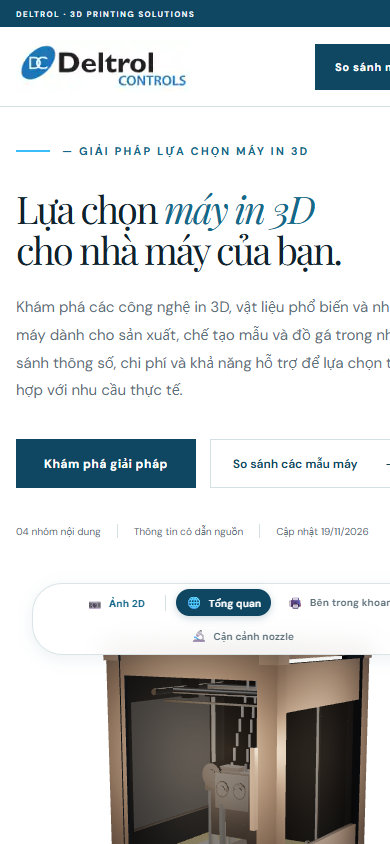 DELTROL · 3D PRINTING SOLUTIONS
DC Deltrol
CONTROLS
So sánh
— GIẢI PHÁP LỰA CHỌN MÁY IN 3D
Lựa chọn máy in 3D
cho nhà máy của bạn.
Khám phá các công nghệ in 3D, vật liệu phổ biến và
máy dành cho sản xuất, chế tạo mẫu và đồ gá trong
sánh thông số, chi phí và khả năng hỗ trợ để lựa chọn
hợp với nhu cầu thực tế.
Khám phá giải pháp
So sánh các mẫu máy
04 nhóm nội dung
Thông tin có dẫn nguồn
Cập nhật 19/11/2026
Ảnh 2D
Tổng quan
Bên trong
Cận cảnh nozzle